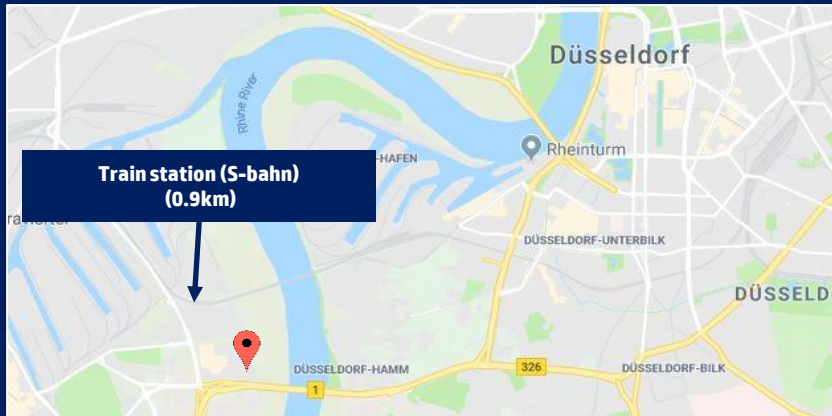 Düsseldorf
Rhine River
Rheinturm
-HAFEN
Train station (S-bahn)
(0.9km)
DÜSSELDORF-UNTERBILK
DÜSSELD
DÜSSELDORF-HAMM
326
DÜSSELDORF-BILK
1